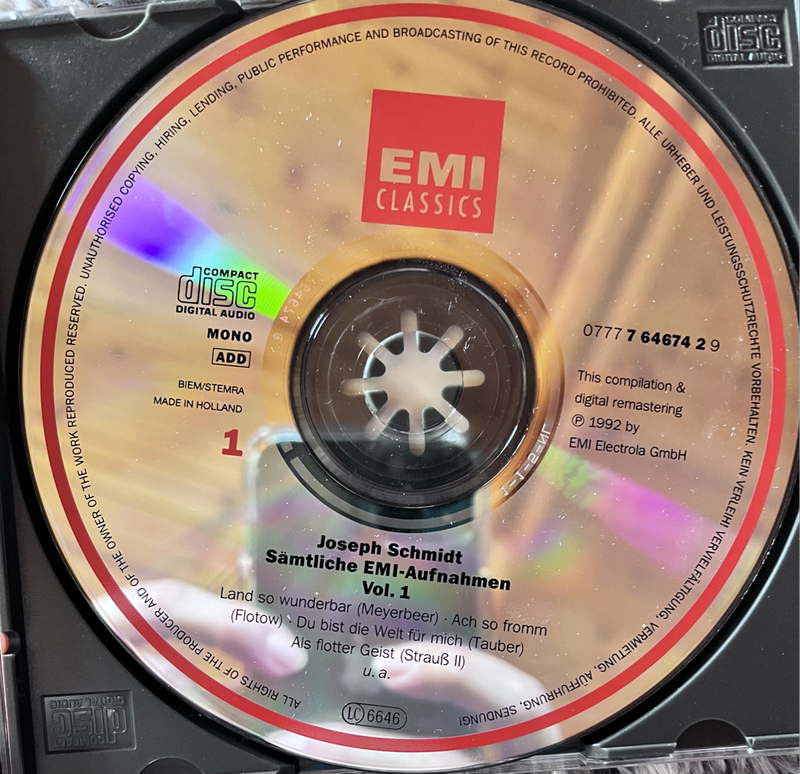 COMPACT
disc
DIGITAL AUDIO
ALL RIGHTS OF THE PRODUCER AND OF THE OWNER OF THE WORK REPRODUCED RESERVED. UNAUTHORISED COPYING, HIRING, LENDING, PUBLIC PERFORMANCE AND BROADCASTING OF THIS RECORD PROHIBITED. ALLE URHEBER UND LEISTUNGSSCHUTZRECHTE VORBEHALTEN. KEIN VERLEIH! VERVIELFÄLTIGUNG, VERMIETUNG, AUFFÜHRUNG, SENDUNG!
EMI
CLASSICS
COMPACT
disc
DIGITAL AUDIO
MONO
ADD
BIEM/STEMRA
MADE IN HOLLAND
1
0777 7 64674 2 9
This compilation &
digital remastering
℗ 1992 by
EMI Electrola GmbH
Joseph Schmidt
Sämtliche EMI-Aufnahmen
Vol. 1
Land so wunderbar (Meyerbeer) · Ach so fromm
(Flotow) · Du bist die Welt für mich (Tauber)
Als flotter Geist (Strauß II)
u. a.
LC 6646
COMPACT
disc
DIGITAL AUDIO